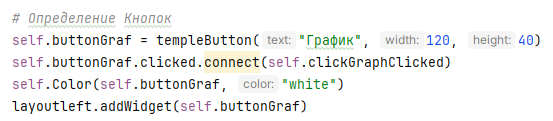 # Определение Кнопок
self.buttonGraf = templeButton( text: "График", width: 120, height: 40)
self.buttonGraf.clicked.connect(self.clickGraphClicked)
self.Color(self.buttonGraf, color: "white")
layoutleft.addWidget(self.buttonGraf)